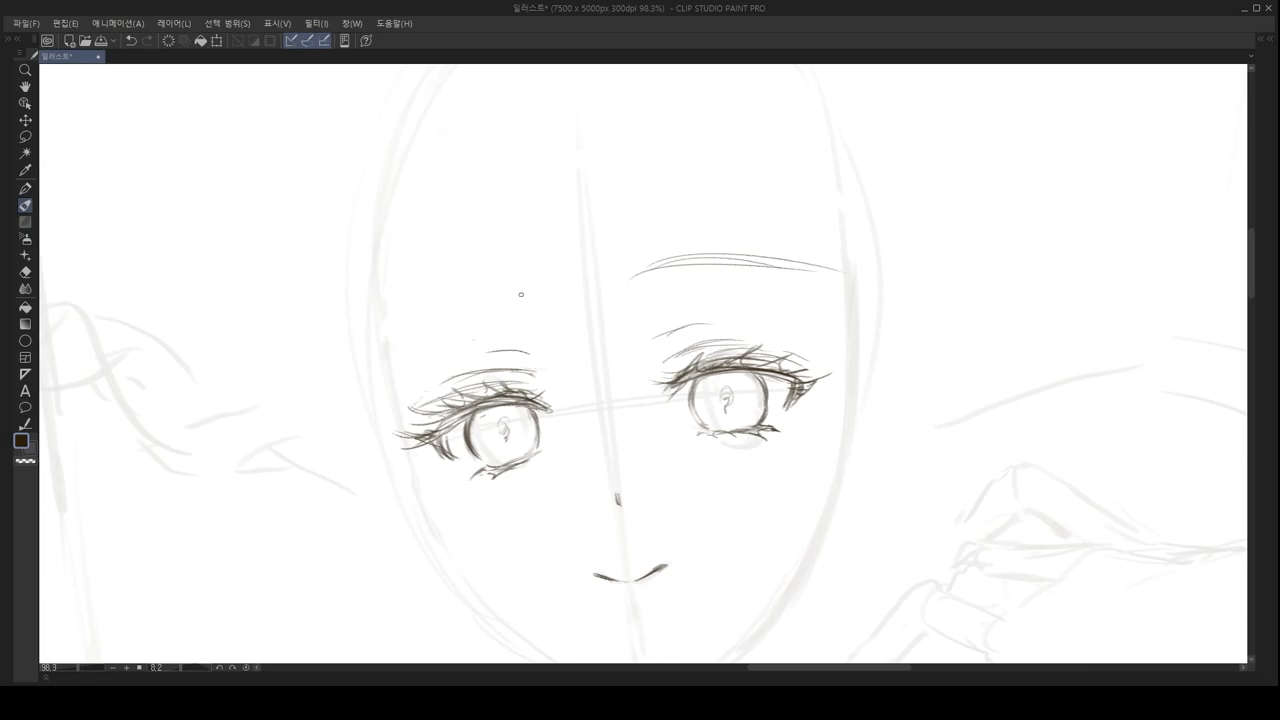 일러스트* (7500 x 5000px 300dpi 98.3%) - CLIP STUDIO PAINT PRO
파일(F) 편집(E) 애니메이션(A) 레이어(L) 선택 범위(S) 표시(V) 필터(I) 창(W) 도움말(H)
일러스트*
98.3 8.2